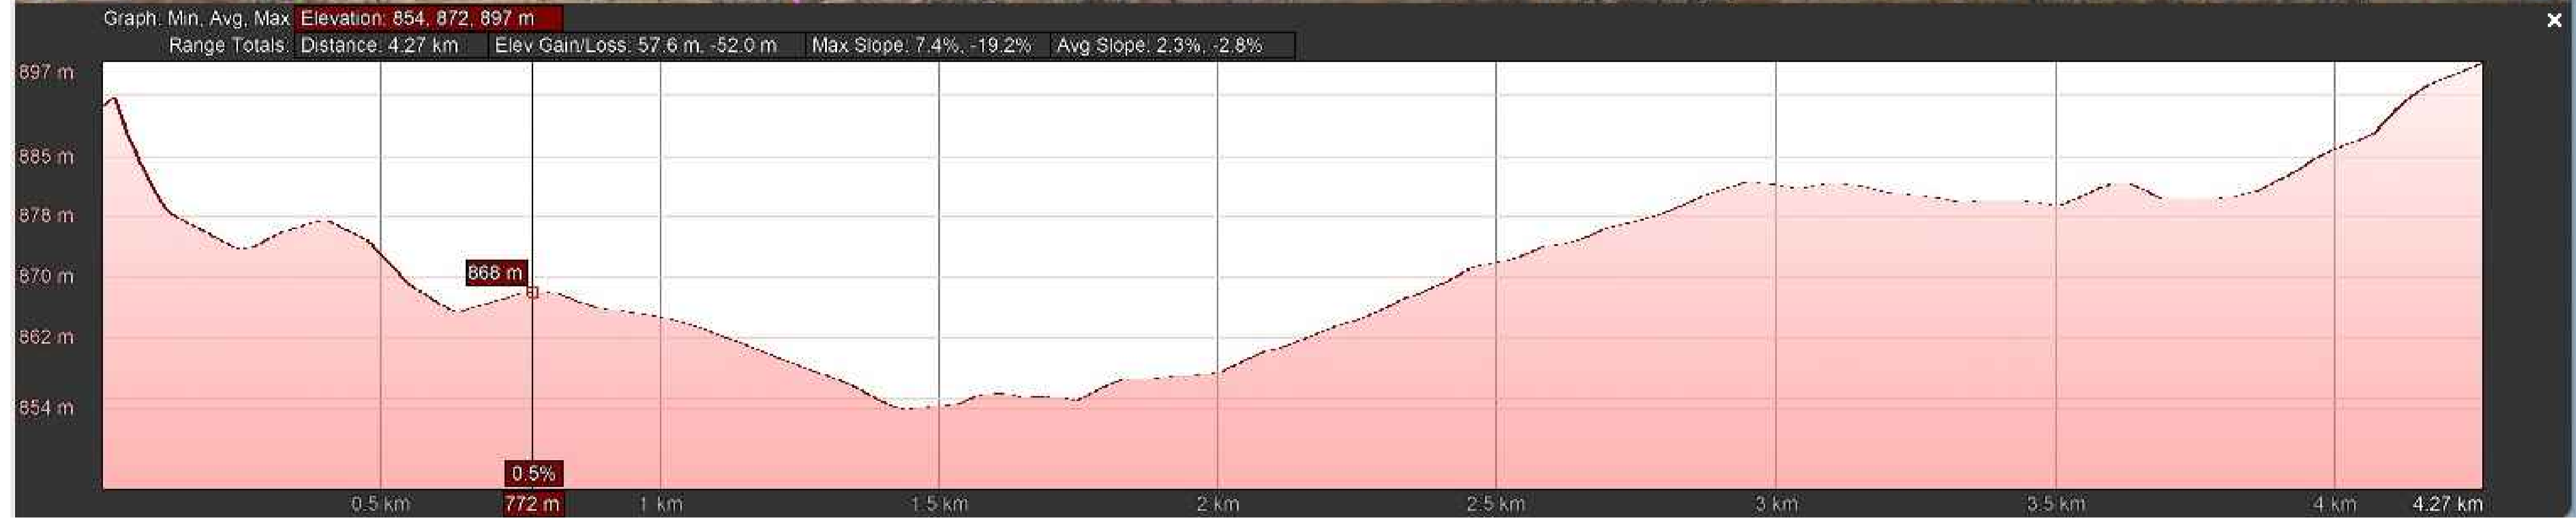 Graph: Min, Avg, Max Elevation: 854, 872, 897 m
Range Totals: Distance: 4.27 km Elev Gain/Loss: 57.6 m, -52.0 m Max Slope: 7.4%, -19.2% Avg Slope: 2.3%, -2.8%
897 m
885 m
878 m
870 m
868 m
862 m
854 m
0.5%
0.5 km 772 m 1 km 1.5 km 2 km 2.5 km 3 km 3.5 km 4 km 4.27 km